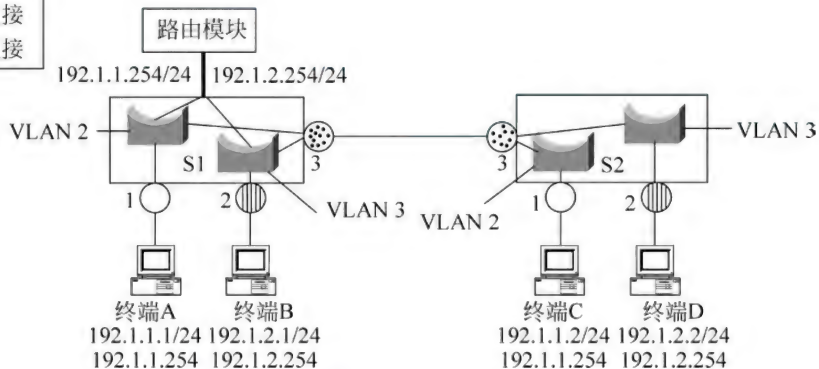 接
接
路由模块
192.1.1.254/24 192.1.2.254/24
VLAN 2
S1
3
VLAN 3
1
2
3
S2
VLAN 3
VLAN 2
1
2
终端A 终端B 终端C 终端D
192.1.1.1/24 192.1.2.1/24 192.1.1.2/24 192.1.2.2/24
192.1.1.254 192.1.2.254 192.1.1.254 192.1.2.254